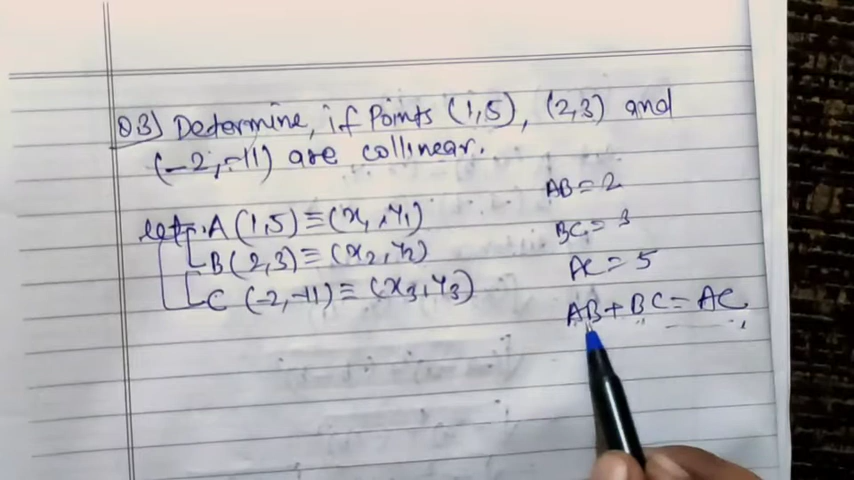 Q3) Determine, if Points (1,5), (2,3) and
(-2,-11) are collinear.
let, A (1,5) ≡ (x₁, y₁)
B (2,3) ≡ (x₂, y₂)
C (-2,-11) ≡ (x₃, y₃)
AB = 2
BC = 3
AC = 5
AB + BC = AC